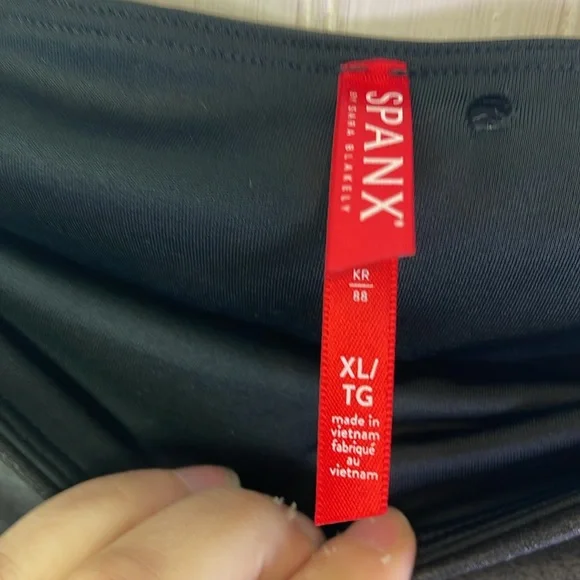 SPANX®
BY SARA BLAKELY
KR
88
XL/
TG
made in
vietnam
fabriqué
au
vietnam